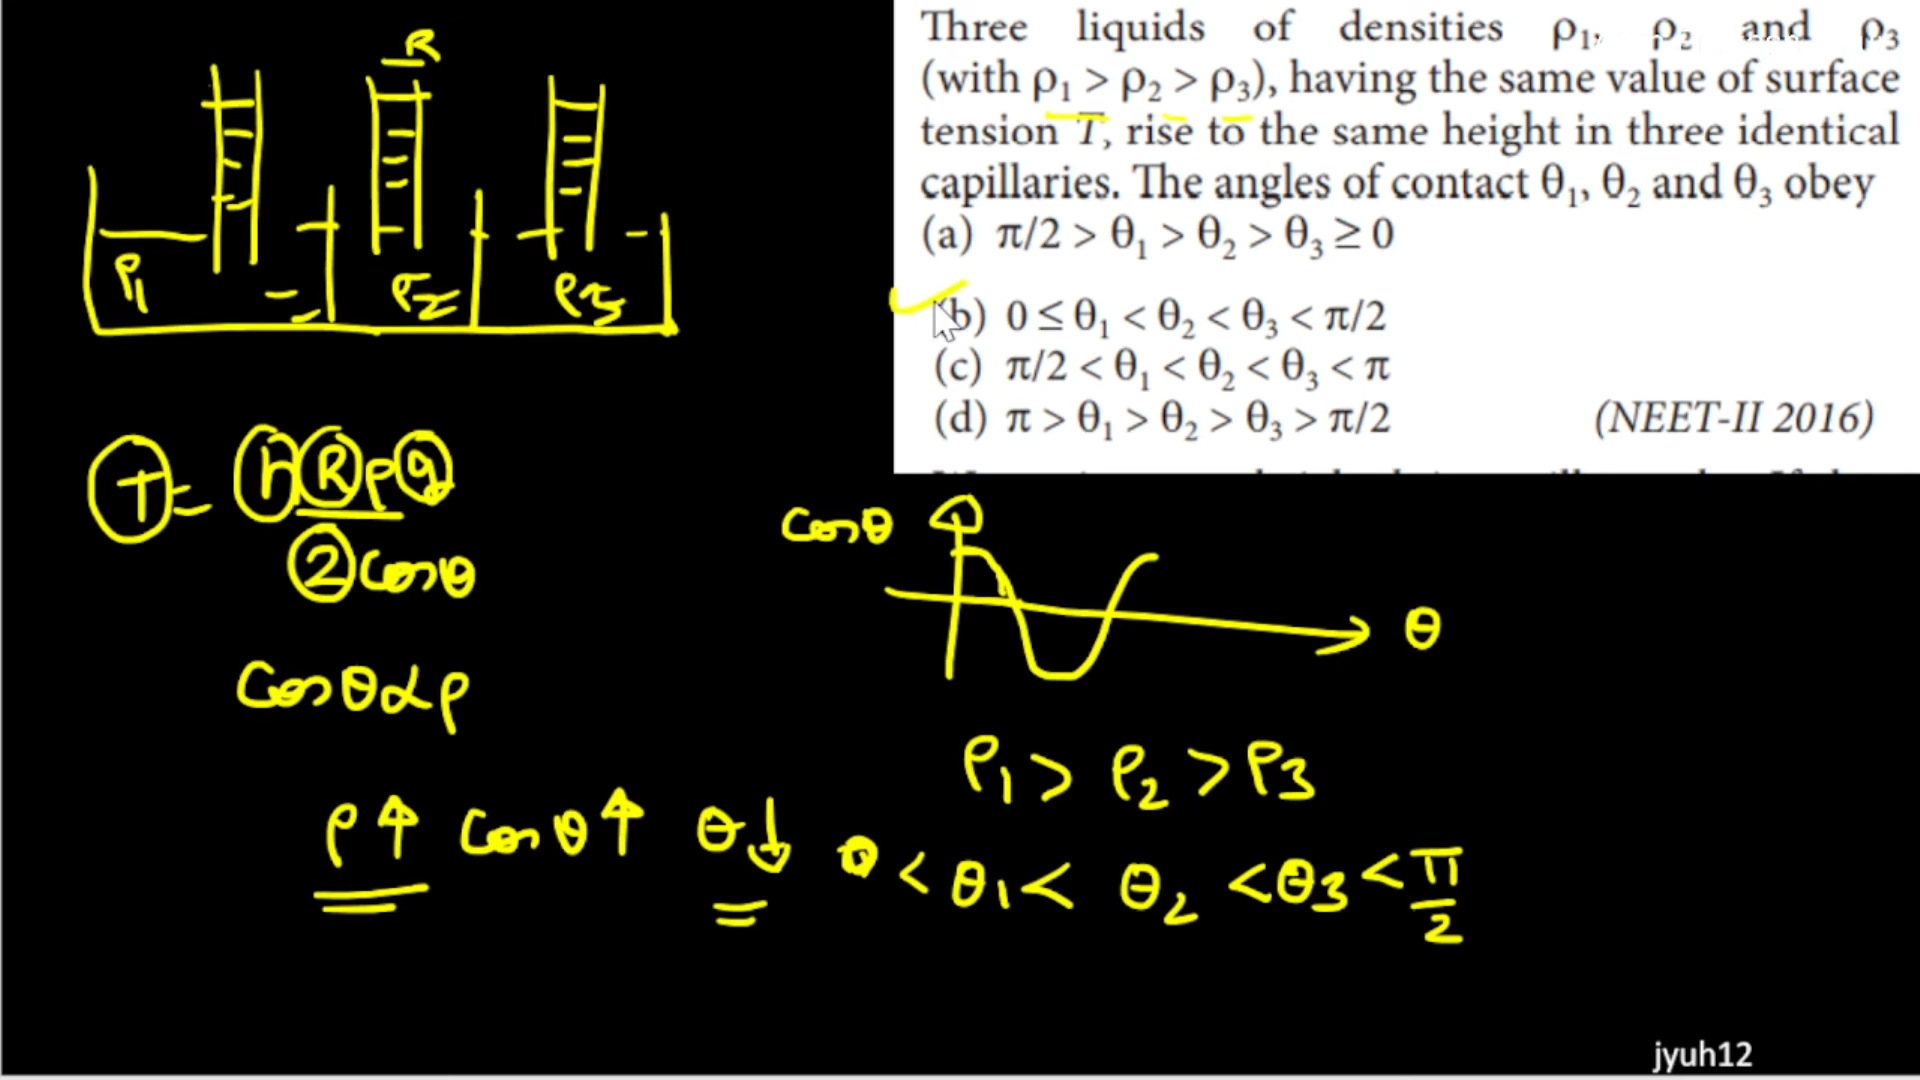 Three liquids of densities ρ₁, ρ₂ and ρ₃
(with ρ₁ > ρ₂ > ρ₃), having the same value of surface
tension T, rise to the same height in three identical
capillaries. The angles of contact θ₁, θ₂ and θ₃ obey
(a) π/2 > θ₁ > θ₂ > θ₃ ≥ 0
(b) 0 ≤ θ₁ < θ₂ < θ₃ < π/2
(c) π/2 < θ₁ < θ₂ < θ₃ < π
(d) π > θ₁ > θ₂ > θ₃ > π/2 (NEET-II 2016)
R
ρ₁ ρ₂ ρ₃
T = hRρg
2 cosθ
cosθ ∝ ρ
ρ↑ cosθ↑ θ↓
cosθ
θ
ρ₁ > ρ₂ > ρ₃
0 < θ₁ < θ₂ < θ₃ < π/2
jyuh12